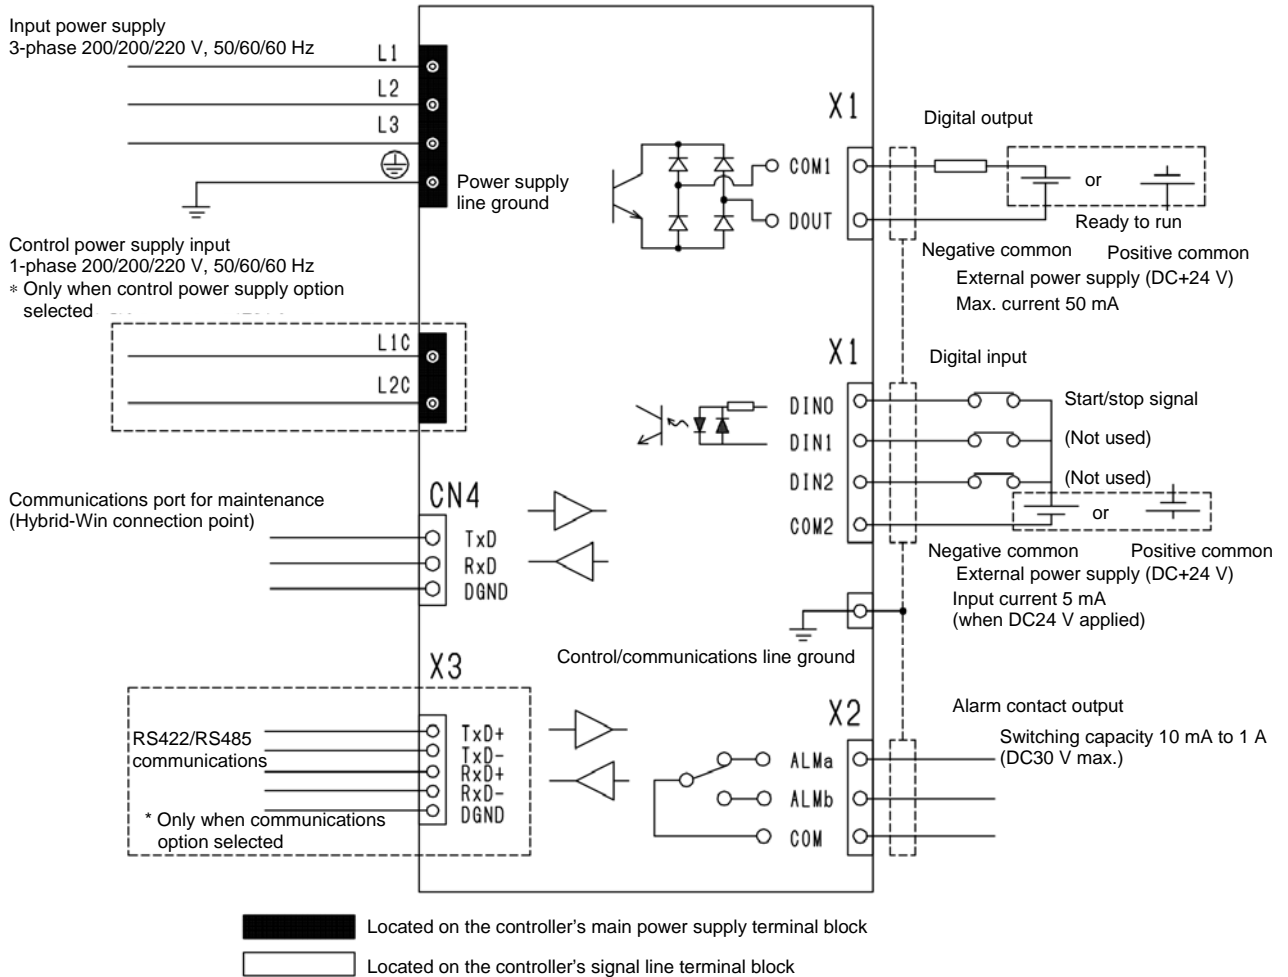 Input power supply
3-phase 200/200/220 V, 50/60/60 Hz
L1
L2
L3
Power supply
line ground
Control power supply input
1-phase 200/200/220 V, 50/60/60 Hz
* Only when control power supply option
selected
L1C
L2C
Communications port for maintenance
(Hybrid-Win connection point)
CN4
TxD
RxD
DGND
X3
RS422/RS485
communications
TxD+
TxD-
RxD+
RxD-
DGND
* Only when communications
option selected
X1
Digital output
COM1
DOUT
or
Ready to run
Negative common
Positive common
External power supply (DC+24 V)
Max. current 50 mA
X1
Digital input
DIN0
Start/stop signal
DIN1
(Not used)
DIN2
(Not used)
COM2
or
Negative common
Positive common
External power supply (DC+24 V)
Input current 5 mA
(when DC24 V applied)
Control/communications line ground
X2
Alarm contact output
Switching capacity 10 mA to 1 A
(DC30 V max.)
ALMa
ALMb
COM
Located on the controller's main power supply terminal block
Located on the controller's signal line terminal block